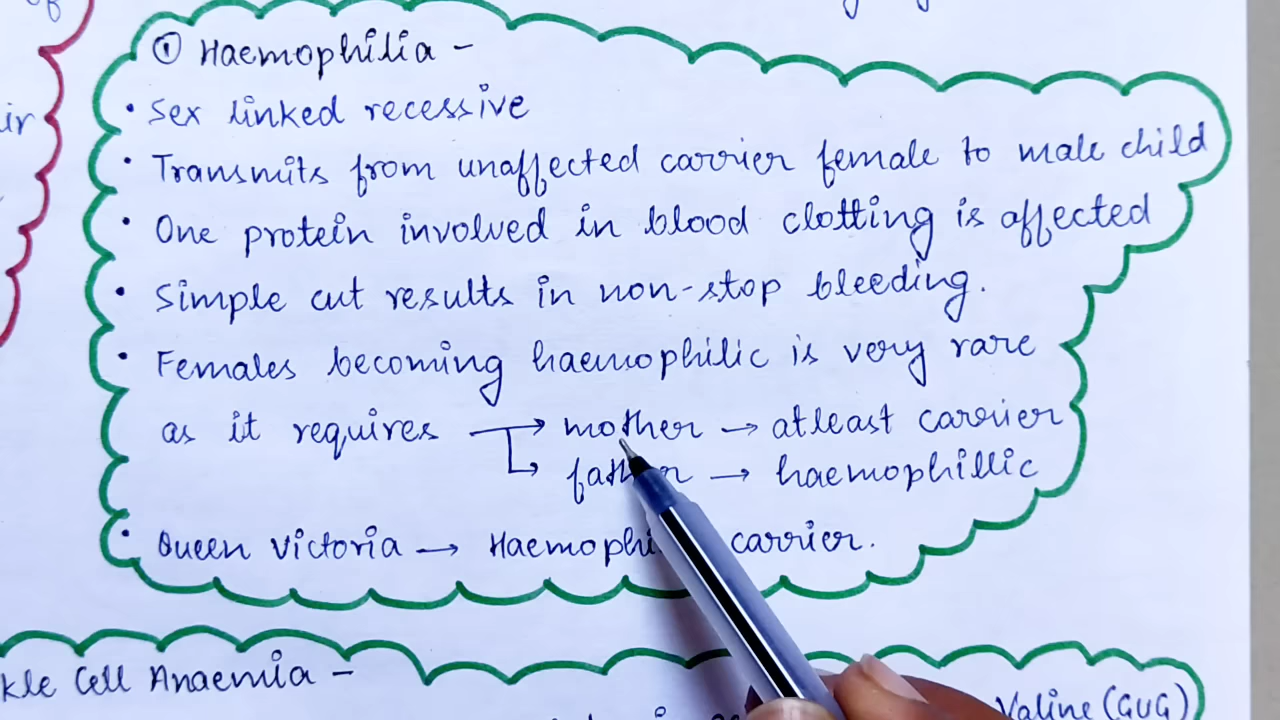 ① Haemophilia -
• Sex linked recessive
• Transmits from unaffected carrier female to male child
• One protein involved in blood clotting is affected
• Simple cut results in non-stop bleeding.
• Females becoming haemophilic is very rare
as it requires → mother → atleast carrier
↳ father → haemophillic
• Queen Victoria → carrier.
Cell Anaemia -
Valine (GUG)